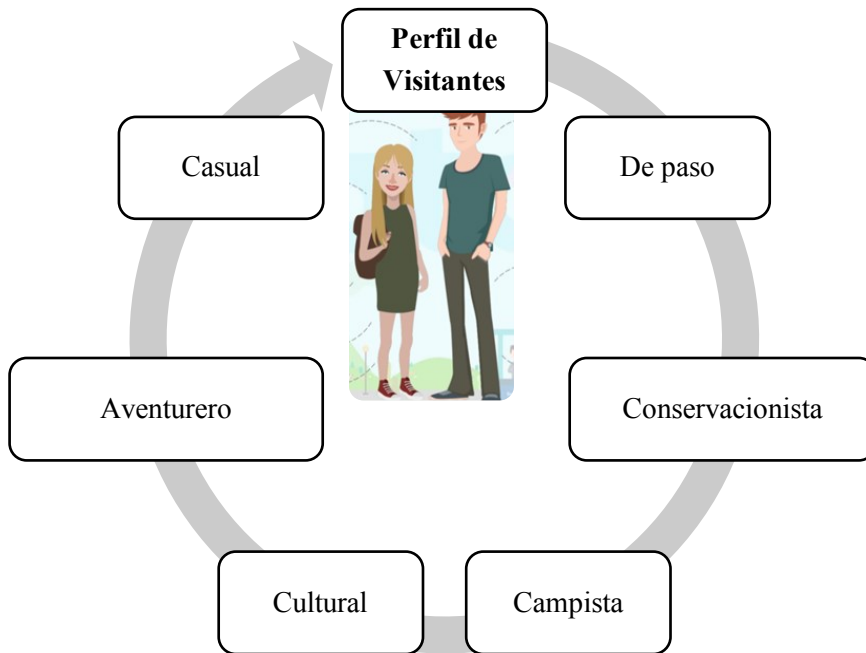 Perfil de
Visitantes
De paso
Conservacionista
Campista
Cultural
Aventurero
Casual